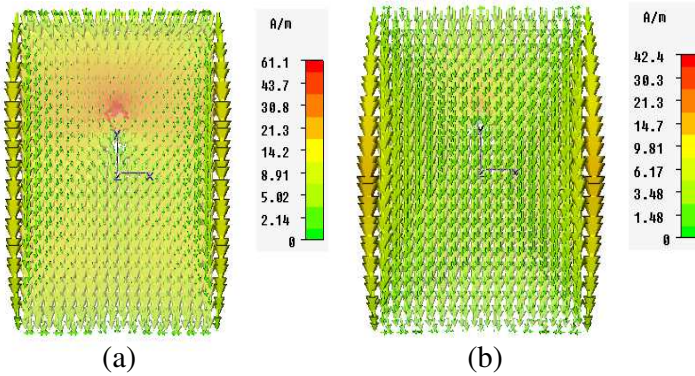 A/m
61.1
43.7
30.8
21.3
14.2
8.91
5.02
2.14
0
Y
Z
X
(a)
A/m
42.4
30.3
21.3
14.7
9.81
6.17
3.48
1.48
0
Y
Z
X
(b)